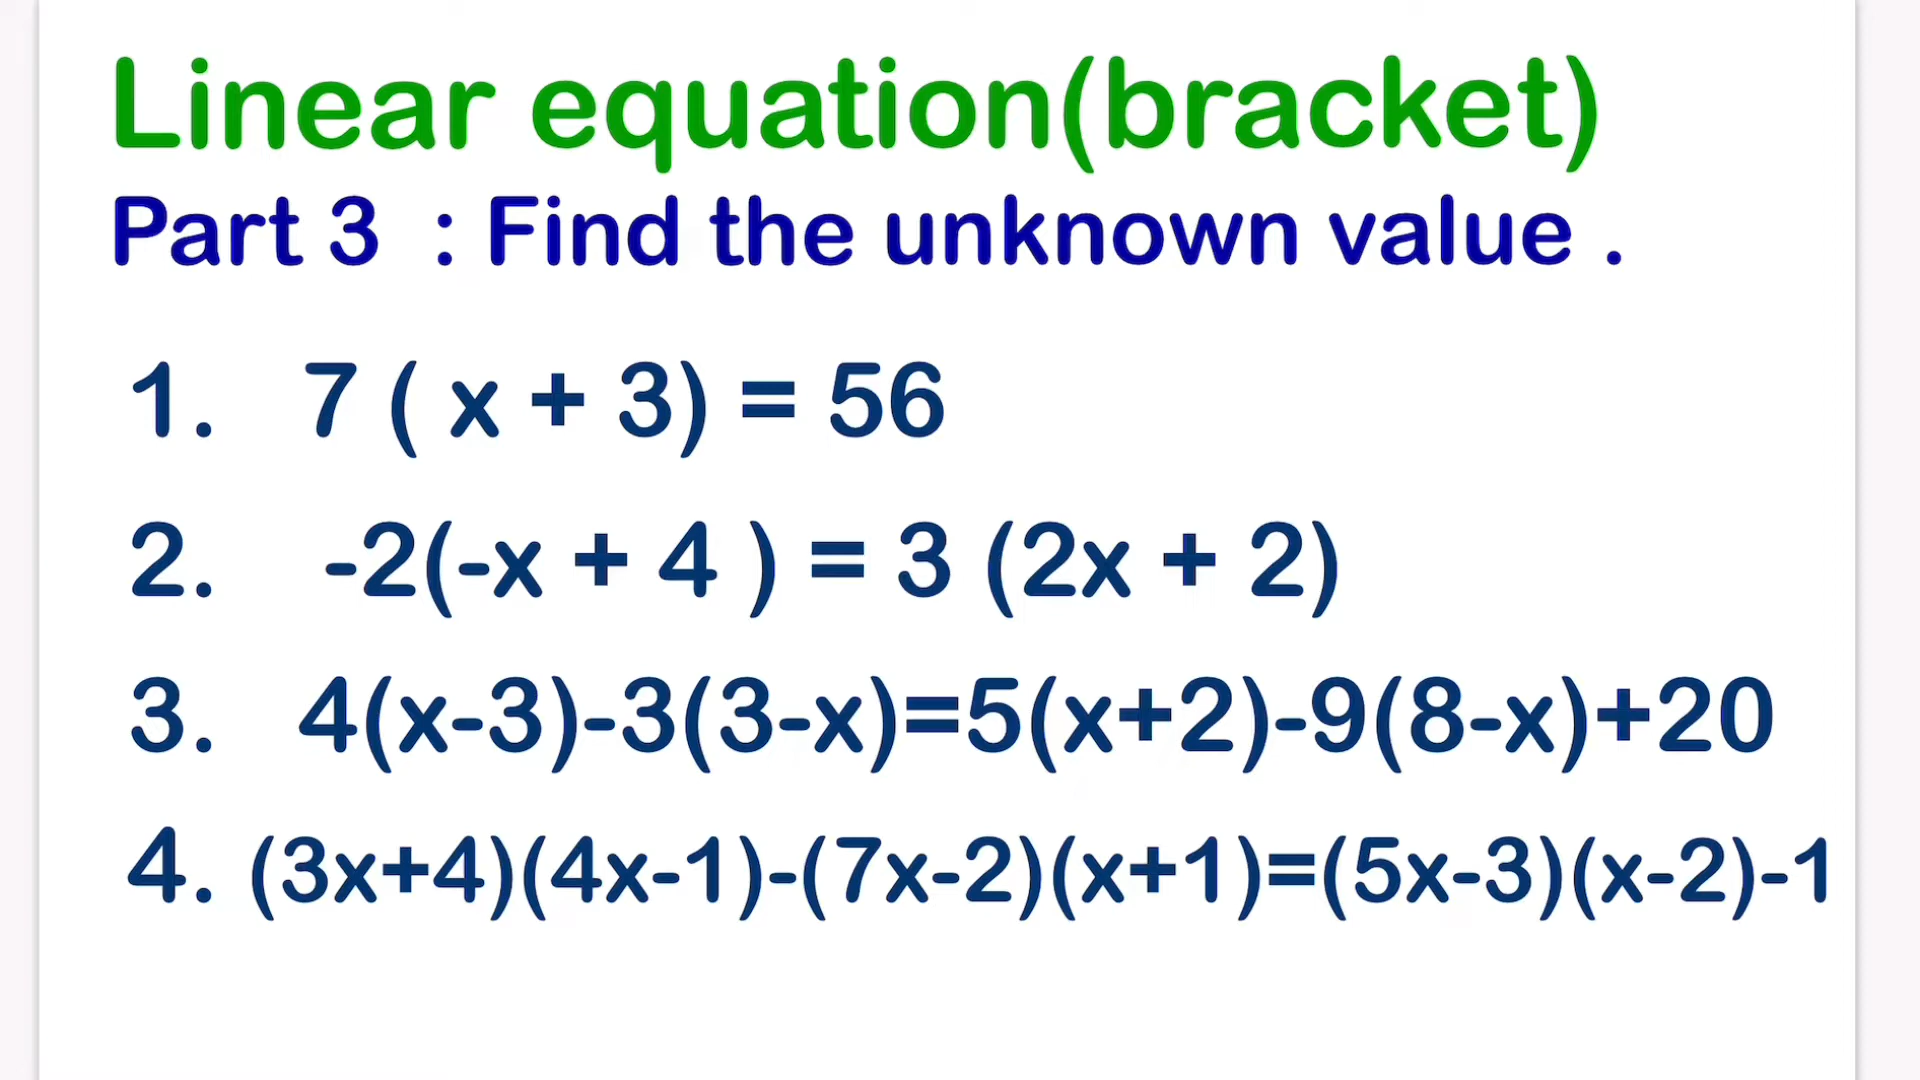 Linear equation(bracket)
Part 3 : Find the unknown value .
1. 7 ( x + 3) = 56
2. -2(-x + 4 ) = 3 (2x + 2)
3. 4(x-3)-3(3-x)=5(x+2)-9(8-x)+20
4. (3x+4)(4x-1)-(7x-2)(x+1)=(5x-3)(x-2)-1